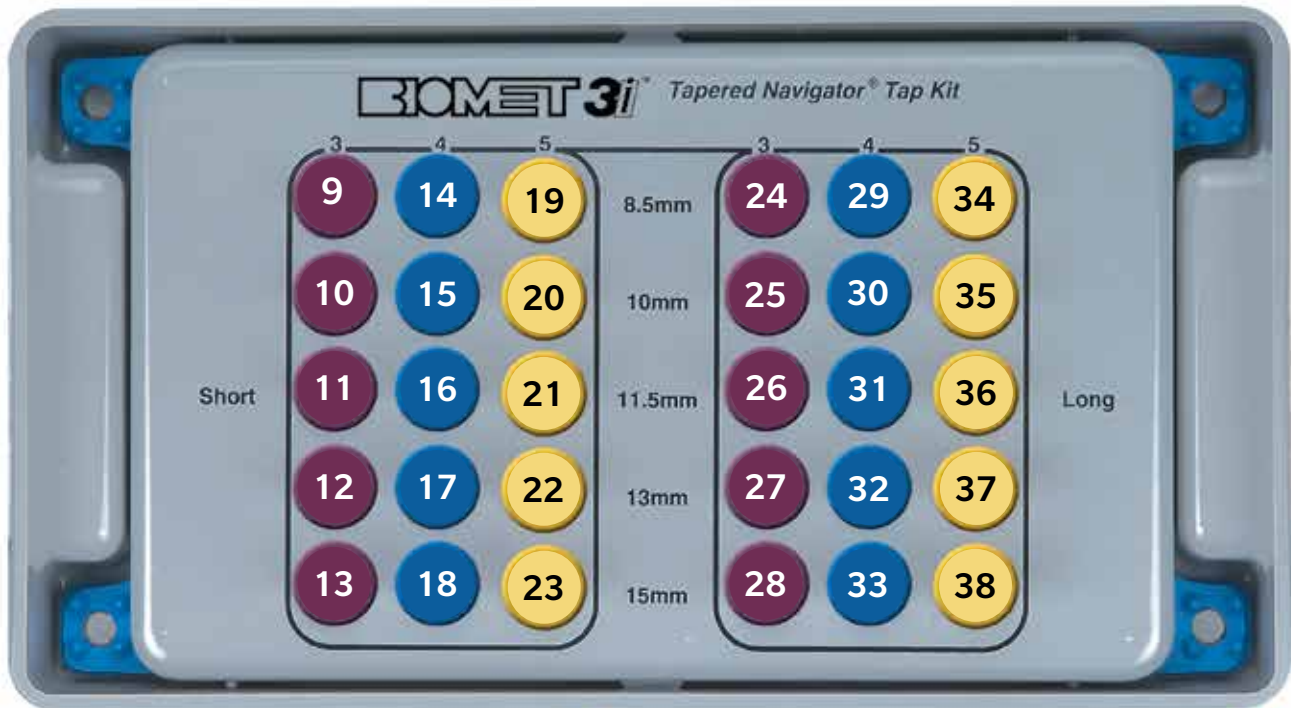 BIOMET 3i™ Tapered Navigator® Tap Kit
3 4 5 3 4 5
9 14 19 8.5mm 24 29 34
10 15 20 10mm 25 30 35
Short 11 16 21 11.5mm 26 31 36 Long
12 17 22 13mm 27 32 37
13 18 23 15mm 28 33 38